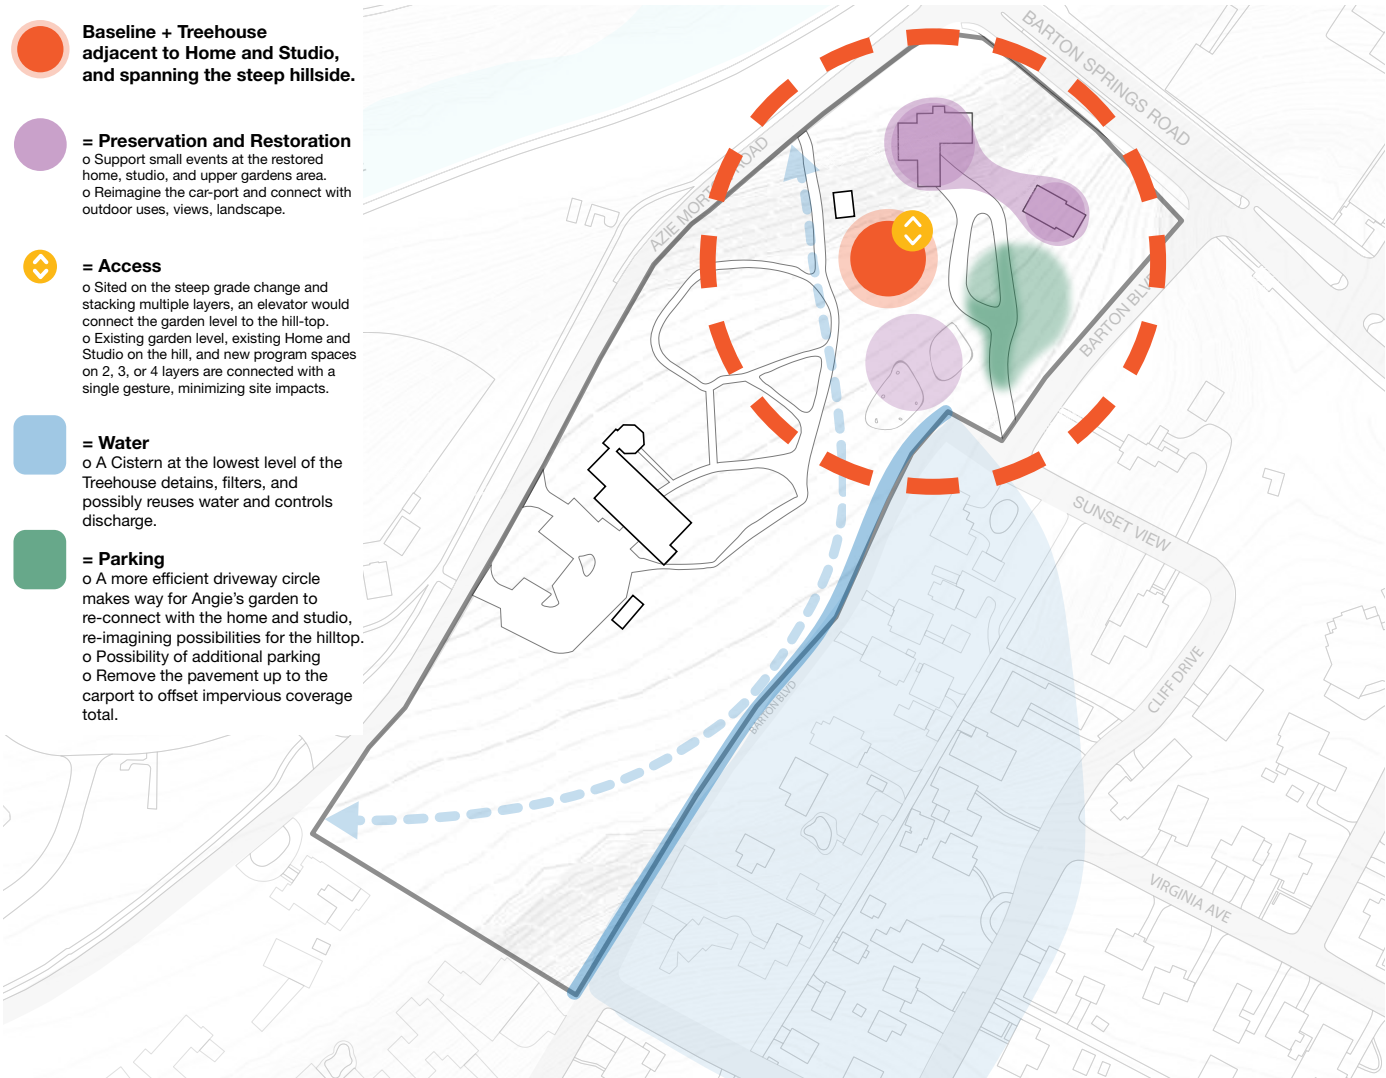 Baseline + Treehouse
adjacent to Home and Studio,
and spanning the steep hillside.
= Preservation and Restoration
o Support small events at the restored
home, studio, and upper gardens area.
o Reimagine the car-port and connect with
outdoor uses, views, landscape.
= Access
o Sited on the steep grade change and
stacking multiple layers, an elevator would
connect the garden level to the hill-top.
o Existing garden level, existing Home and
Studio on the hill, and new program spaces
on 2, 3, or 4 layers are connected with a
single gesture, minimizing site impacts.
= Water
o A Cistern at the lowest level of the
Treehouse detains, filters, and
possibly reuses water and controls
discharge.
= Parking
o A more efficient driveway circle
makes way for Angie's garden to
re-connect with the home and studio,
re-imagining possibilities for the hilltop.
o Possibility of additional parking
o Remove the pavement up to the
carport to offset impervious coverage
total.
BARTON SPRINGS ROAD
AZIE MORTON ROAD
BARTON BLVD
SUNSET VIEW
CLIFF DRIVE
BARTON BLVD
VIRGINIA AVE